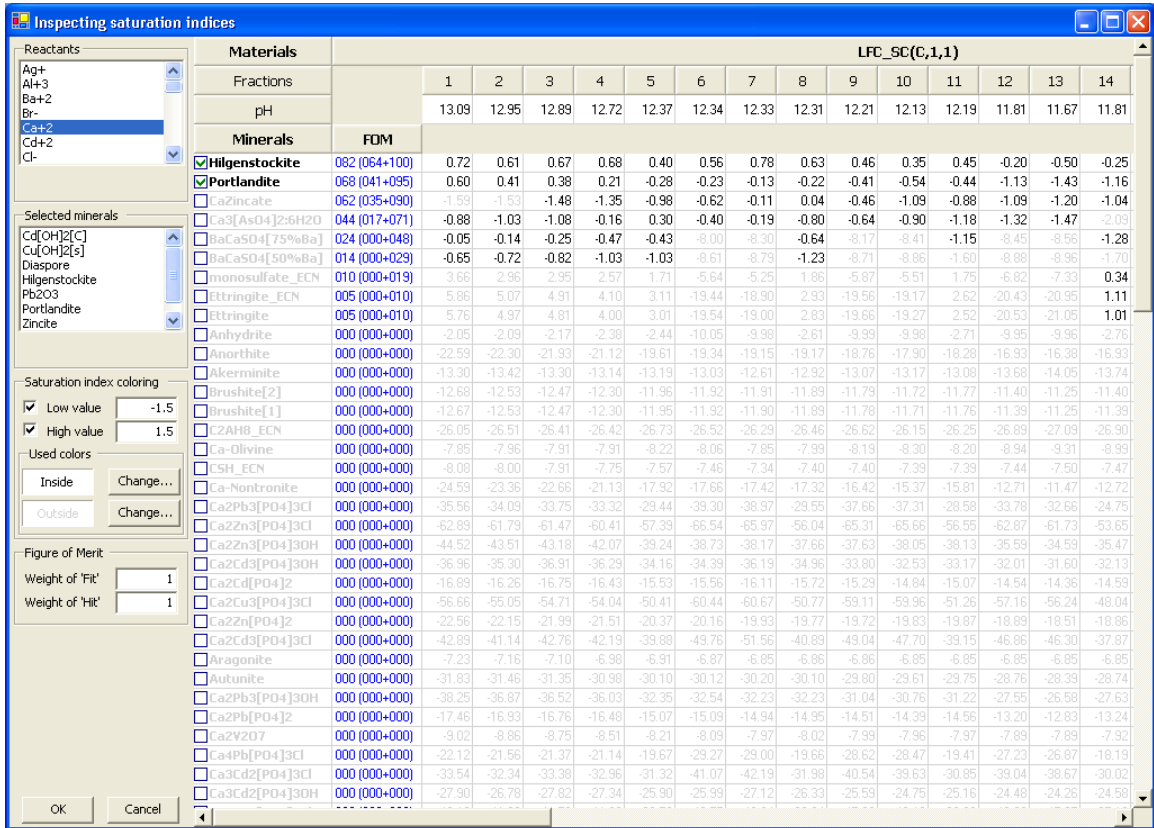 Inspecting saturation indices
Reactants
Ag+
Al+3
Ba+2
Br-
Ca+2
Cd+2
Cl-
Selected minerals
Cd[OH]2[C]
Cu[OH]2[s]
Diaspore
Hilgenstockite
Pb2O3
Portlandite
Zincite
Saturation index coloring
Low value -1.5
High value 1.5
Used colors
Inside Change...
Outside Change...
Figure of Merit
Weight of 'Fit' 1
Weight of 'Hit' 1
OK Cancel
Materials LFC_SC(C,1,1)
Fractions 1 2 3 4 5 6 7 8 9 10 11 12 13 14
pH 13.09 12.95 12.89 12.72 12.37 12.34 12.33 12.31 12.21 12.13 12.19 11.81 11.67 11.81
Minerals FOM
Hilgenstockite 082 (064+100) 0.72 0.61 0.67 0.68 0.40 0.56 0.78 0.63 0.46 0.35 0.45 -0.20 -0.50 -0.25
Portlandite 068 (041+095) 0.60 0.41 0.38 0.21 -0.28 -0.23 -0.13 -0.22 -0.41 -0.54 -0.44 -1.13 -1.43 -1.16
CaZincate 062 (035+090) -1.59 -1.53 -1.48 -1.35 -0.98 -0.62 -0.11 0.04 -0.46 -1.09 -0.88 -1.09 -1.20 -1.04
Ca3[AsO4]2:6H2O 044 (017+071) -0.88 -1.03 -1.08 -0.16 0.30 -0.40 -0.19 -0.80 -0.64 -0.90 -1.18 -1.32 -1.47 -2.09
BaCaSO4[75%Ba] 024 (000+048) -0.05 -0.14 -0.25 -0.47 -0.43 -8.00 -8.30 -0.64 -8.17 -8.41 -1.15 -8.45 -8.56 -1.28
BaCaSO4[50%Ba] 014 (000+029) -0.65 -0.72 -0.82 -1.03 -1.03 -8.61 -8.79 -1.23 -8.71 -8.86 -1.60 -8.88 -8.96 -1.70
monosulfate_ECN 010 (000+019) 3.66 2.96 2.95 2.57 1.71 -5.64 -5.25 1.86 -5.84 -5.51 1.75 -6.82 -7.33 0.34
Ettringite_ECN 005 (000+010) 5.86 5.07 4.91 4.10 3.11 -19.44 -18.90 2.93 -19.56 -19.17 2.62 -20.43 -20.95 1.11
Ettringite 005 (000+010) 5.76 4.97 4.81 4.00 3.01 -19.54 -19.00 2.83 -19.66 -19.27 2.52 -20.53 -21.05 1.01
Anhydrite 000 (000+000) -2.05 -2.09 -2.17 -2.38 -2.44 -10.05 -9.98 -2.61 -9.99 -9.98 -2.71 -9.95 -9.96 -2.76
Anorthite 000 (000+000) -22.59 -22.30 -21.93 -21.12 -19.61 -19.34 -19.15 -19.17 -18.76 -17.90 -18.28 -16.93 -16.38 -16.93
Akerminite 000 (000+000) -13.30 -13.42 -13.30 -13.14 -13.19 -13.03 -12.61 -12.92 -13.07 -13.17 -13.08 -13.68 -14.05 -13.74
Brushite[2] 000 (000+000) -12.68 -12.53 -12.47 -12.30 -11.96 -11.92 -11.91 -11.89 -11.79 -11.72 -11.77 -11.40 -11.25 -11.40
Brushite[1] 000 (000+000) -12.67 -12.53 -12.47 -12.30 -11.95 -11.92 -11.90 -11.89 -11.78 -11.71 -11.76 -11.39 -11.25 -11.39
C2AH8_ECN 000 (000+000) -26.05 -26.51 -26.41 -26.42 -26.73 -26.52 -26.29 -26.46 -26.36 -26.15 -26.25 -26.89 -27.09 -26.90
Ca-Olivine 000 (000+000) -7.85 -7.96 -7.91 -7.91 -8.22 -8.06 -7.85 -7.99 -8.19 -8.30 -8.20 -8.94 -9.31 -8.99
CSH_ECN 000 (000+000) -8.08 -8.00 -7.91 -7.75 -7.57 -7.46 -7.34 -7.40 -7.40 -7.39 -7.39 -7.44 -7.50 -7.47
Ca-Nontronite 000 (000+000) -24.59 -23.36 -22.66 -21.13 -17.92 -17.66 -17.42 -17.32 -16.42 -15.37 -15.81 -12.71 -11.47 -12.72
Ca2Pb3[PO4]3Cl 000 (000+000) -35.56 -34.09 -33.75 -33.32 -29.44 -39.30 -38.97 -29.55 -37.66 -37.31 -28.58 -33.78 -32.66 -24.75
Ca2Zn3[PO4]3Cl 000 (000+000) -62.89 -61.79 -61.47 -60.41 -57.39 -66.54 -65.97 -56.04 -65.31 -65.66 -56.55 -62.87 -61.73 -53.65
Ca2Zn3[PO4]3OH 000 (000+000) -44.52 -43.51 -43.18 -42.07 -39.24 -38.73 -38.17 -37.66 -37.63 -38.05 -38.13 -35.59 -34.59 -35.47
Ca2Cd3[PO4]3OH 000 (000+000) -36.96 -35.30 -36.91 -36.29 -34.16 -34.39 -36.19 -34.96 -33.80 -32.53 -33.17 -32.01 -31.60 -32.13
Ca2Cd[PO4]2 000 (000+000) -16.89 -16.26 -16.75 -16.44 -15.53 -15.56 -16.11 -15.72 -15.29 -14.84 -15.07 -14.54 -14.36 -14.59
Ca2Cu3[PO4]3Cl 000 (000+000) -56.66 -55.05 -54.71 -54.04 -50.41 -60.44 -60.67 -50.77 -59.11 -59.96 -51.26 -57.16 -56.24 -48.04
Ca2Zn[PO4]2 000 (000+000) -22.56 -22.15 -21.99 -21.51 -20.37 -20.16 -19.93 -19.77 -19.72 -19.83 -19.87 -18.89 -18.51 -18.86
Ca2Cd3[PO4]3Cl 000 (000+000) -42.89 -41.14 -42.76 -42.19 -39.88 -49.76 -51.56 -40.89 -49.04 -47.70 -39.15 -46.86 -46.30 -37.87
Aragonite 000 (000+000) -7.23 -7.16 -7.10 -6.98 -6.91 -6.87 -6.85 -6.86 -6.86 -6.85 -6.85 -6.85 -6.85 -6.85
Autunite 000 (000+000) -31.83 -31.46 -31.35 -30.98 -30.10 -30.12 -30.20 -30.10 -29.80 -29.61 -29.75 -28.76 -28.39 -28.74
Ca2Pb3[PO4]3OH 000 (000+000) -38.25 -36.87 -36.52 -36.03 -32.35 -32.54 -32.23 -32.23 -31.04 -30.76 -31.22 -27.55 -26.58 -27.63
Ca2Pb[PO4]2 000 (000+000) -17.46 -16.93 -16.76 -16.48 -15.07 -15.09 -14.94 -14.95 -14.51 -14.39 -14.56 -13.20 -12.83 -13.24
Ca2V2O7 000 (000+000) -9.02 -8.86 -8.75 -8.51 -8.21 -8.09 -7.97 -8.02 -7.99 -7.96 -7.97 -7.89 -7.89 -7.92
Ca4Pb[PO4]3Cl 000 (000+000) -22.12 -21.56 -21.37 -21.14 -19.67 -29.27 -29.00 -19.66 -28.62 -28.47 -19.41 -27.23 -26.87 -18.19
Ca3Cd2[PO4]3Cl 000 (000+000) -33.54 -32.34 -33.38 -32.96 -31.32 -41.07 -42.19 -31.98 -40.54 -39.63 -30.85 -39.04 -38.67 -30.02
Ca3Cd2[PO4]3OH 000 (000+000) -27.90 -26.78 -27.82 -27.34 -25.90 -25.99 -27.12 -26.33 -25.59 -24.75 -25.16 -24.48 -24.26 -24.58